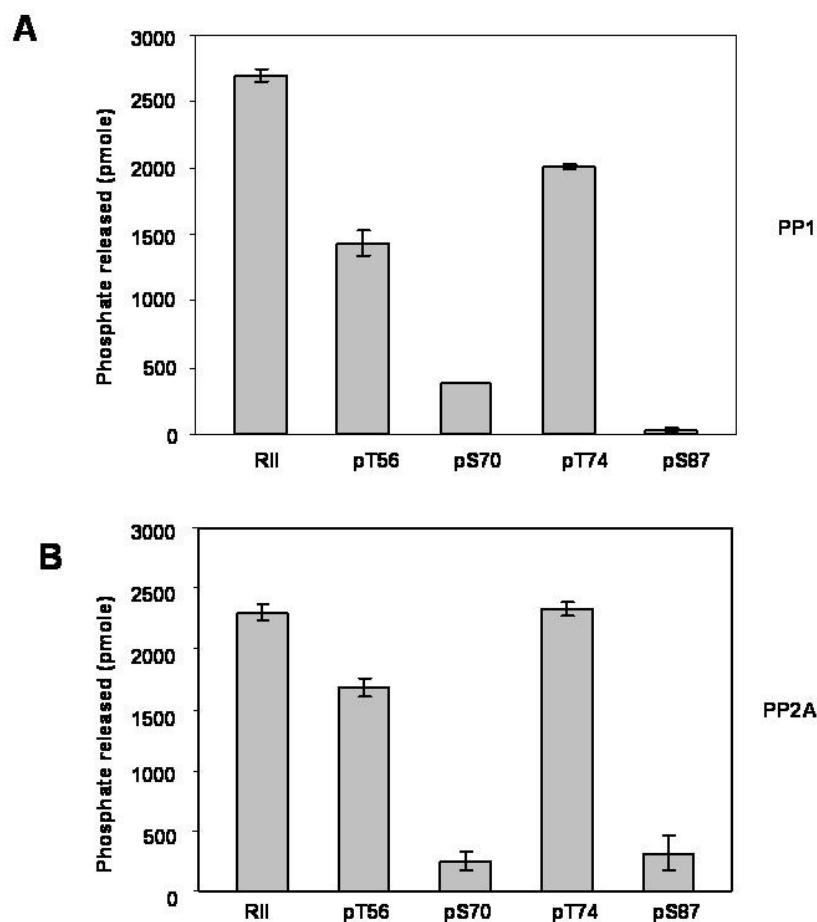 A
3000
2500
2000
1500
1000
500
0
Phosphate released (pmole)
RII pT56 pS70 pT74 pS87
PP1
B
3000
2500
2000
1500
1000
500
0
Phosphate released (pmole)
RII pT56 pS70 pT74 pS87
PP2A